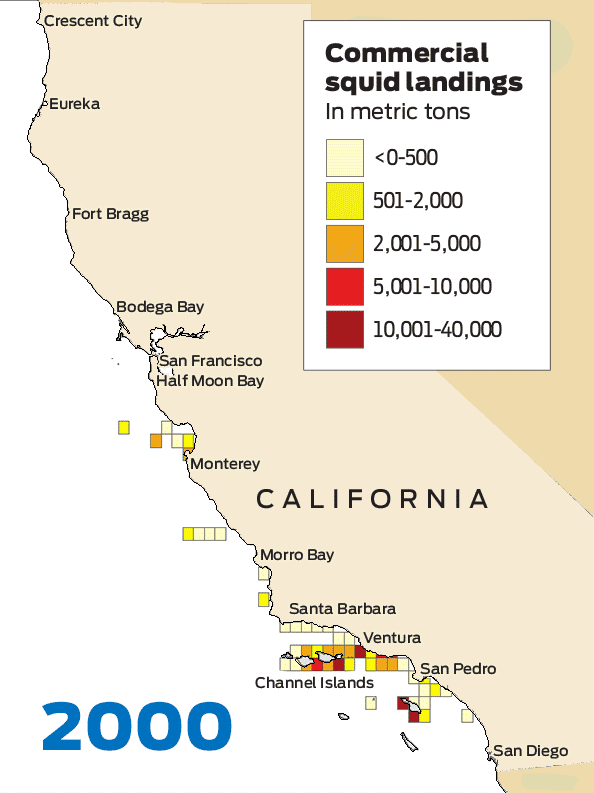 Crescent City
Eureka
Fort Bragg
Bodega Bay
San Francisco
Half Moon Bay
Monterey
CALIFORNIA
Morro Bay
Santa Barbara
Ventura
San Pedro
Channel Islands
San Diego
2000
Commercial
squid landings
In metric tons
<0-500
501-2,000
2,001-5,000
5,001-10,000
10,001-40,000